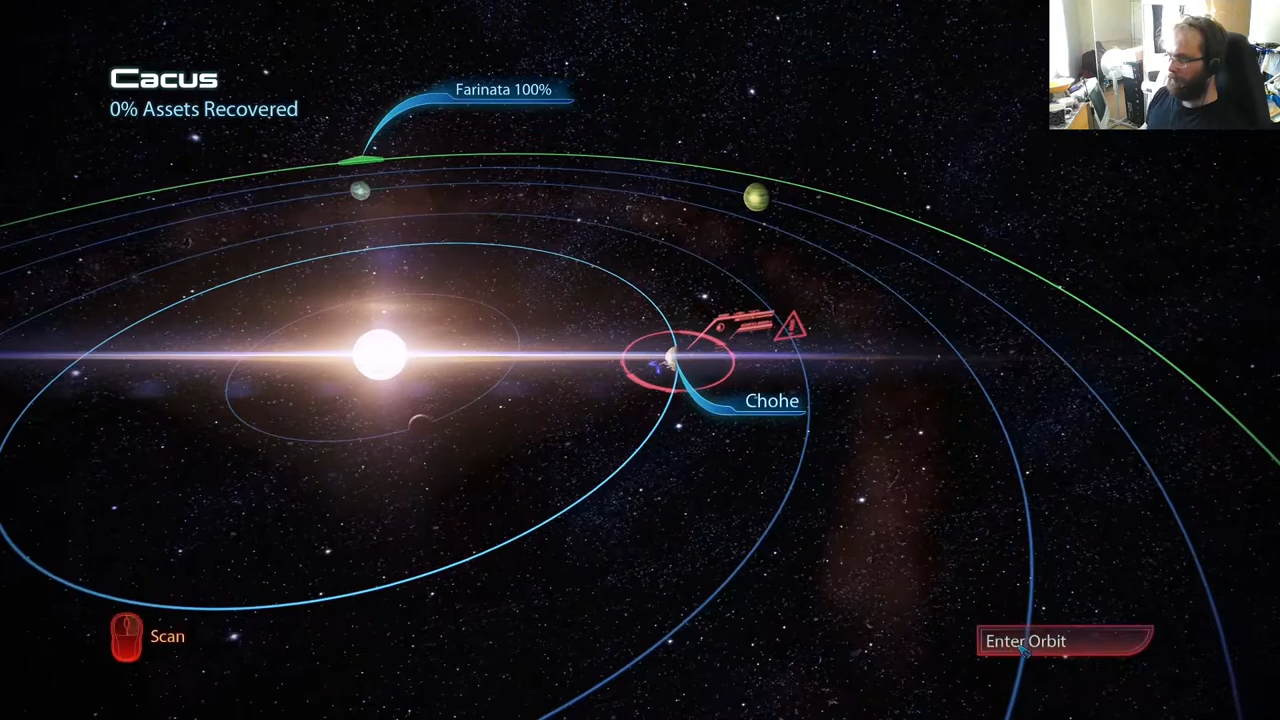 Cacus
0% Assets Recovered
Farinata 100%
Chohe
Scan
Enter Orbit